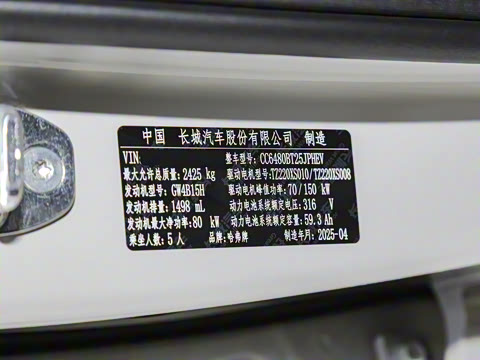 中国 长城汽车股份有限公司 制造
VIN: 整车型号: CC6480BT25JPHEV
最大允许总质量: 2425 kg 驱动电机型号: TZ220XS010/TZ220XS008
发动机型号: GW4B15H 驱动电机峰值功率: 70/150 kW
发动机排量: 1498 mL 动力电池系统额定电压: 316 V
发动机最大净功率: 80 kW 动力电池系统额定容量: 59.3 Ah
乘坐人数: 5 人 品牌: 哈弗牌 制造年月: 2025-04